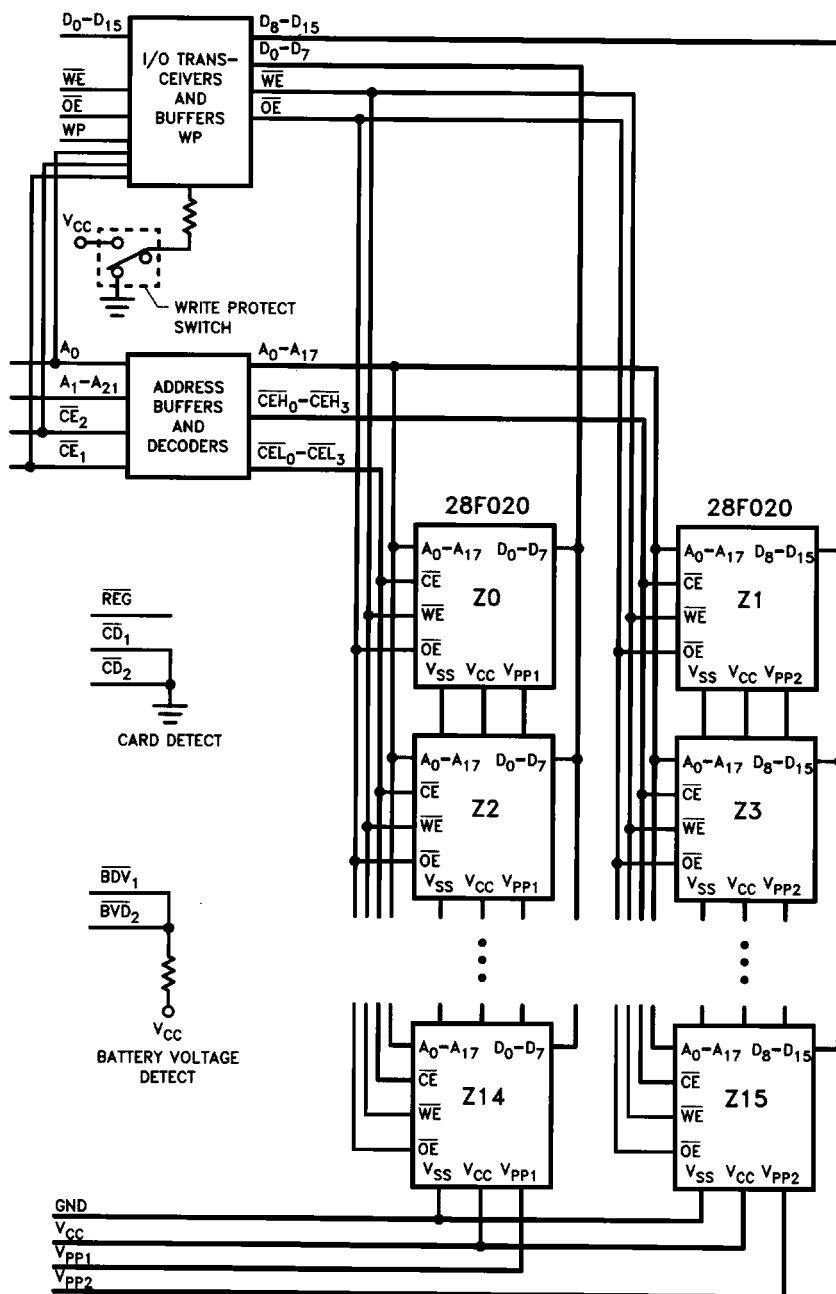 D0–D15
WE
OE
WP
I/O TRANS-
CEIVERS
AND
BUFFERS
WP
D8–D15
D0–D7
WE
OE
VCC
WRITE PROTECT
SWITCH
A0
A1–A21
CE2
CE1
ADDRESS
BUFFERS
AND
DECODERS
A0–A17
CEH0–CEH3
CEL0–CEL3
28F020
A0–A17 D0–D7
CE
Z0
WE
OE
VSS VCC VPP1
28F020
A0–A17 D8–D15
CE
Z1
WE
OE
VSS VCC VPP2
REG
CD1
CD2
CARD DETECT
A0–A17 D0–D7
CE
Z2
WE
OE
VSS VCC VPP1
A0–A17 D8–D15
CE
Z3
WE
OE
VSS VCC VPP2
BDV1
BVD2
VCC
BATTERY VOLTAGE
DETECT
A0–A17 D0–D7
CE
Z14
WE
OE
VSS VCC VPP1
A0–A17 D8–D15
CE
Z15
WE
OE
VSS VCC VPP2
GND
VCC
VPP1
VPP2